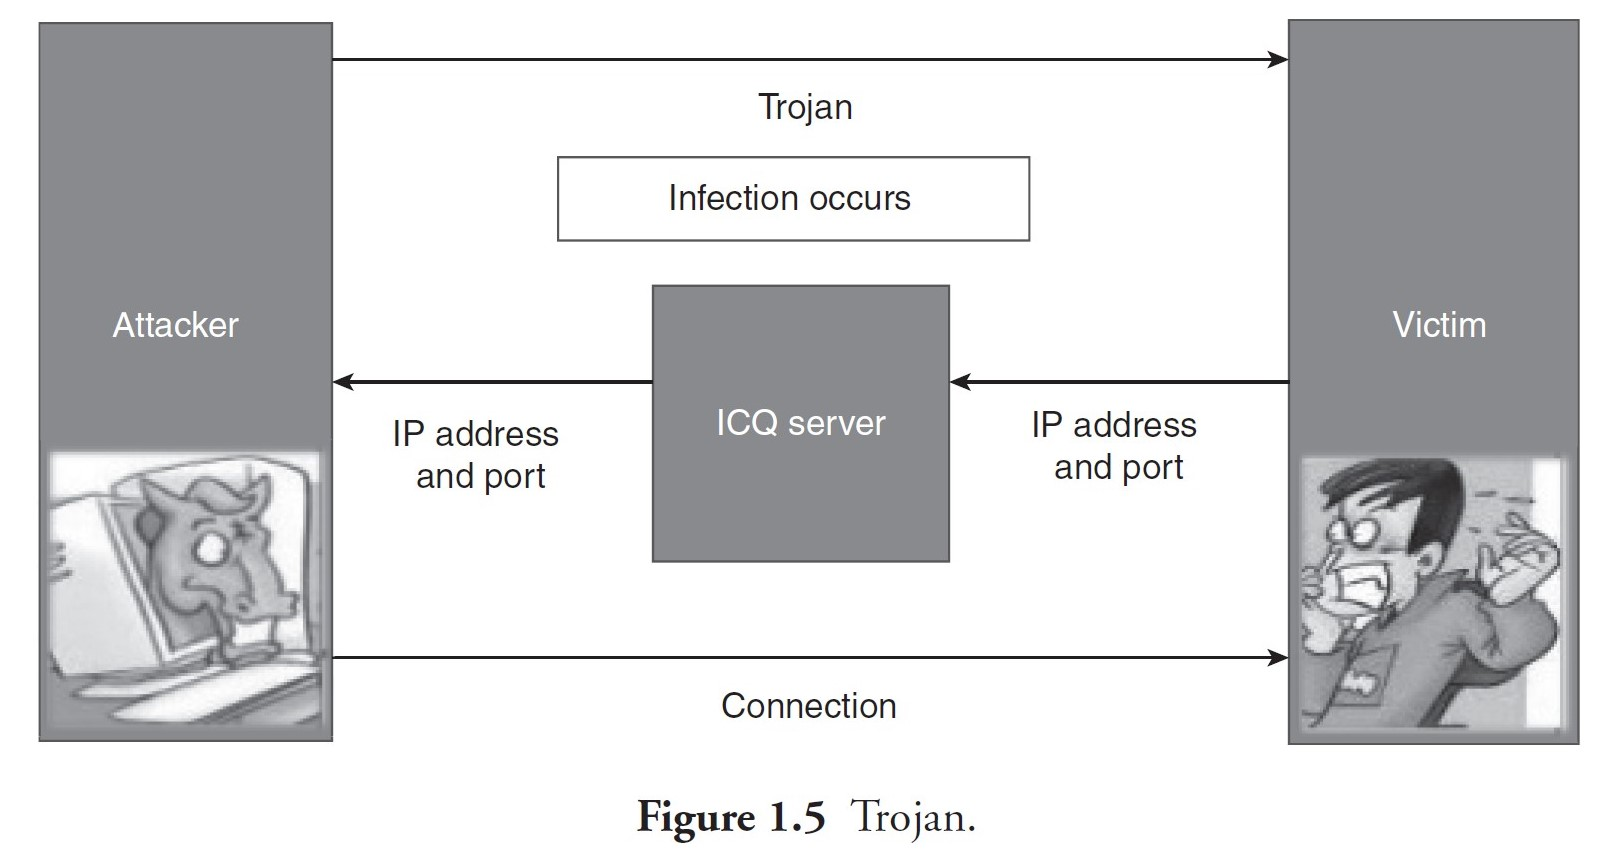 Trojan
Infection occurs
Attacker
Victim
ICQ server
IP address
and port
IP address
and port
Connection
Figure 1.5 Trojan.